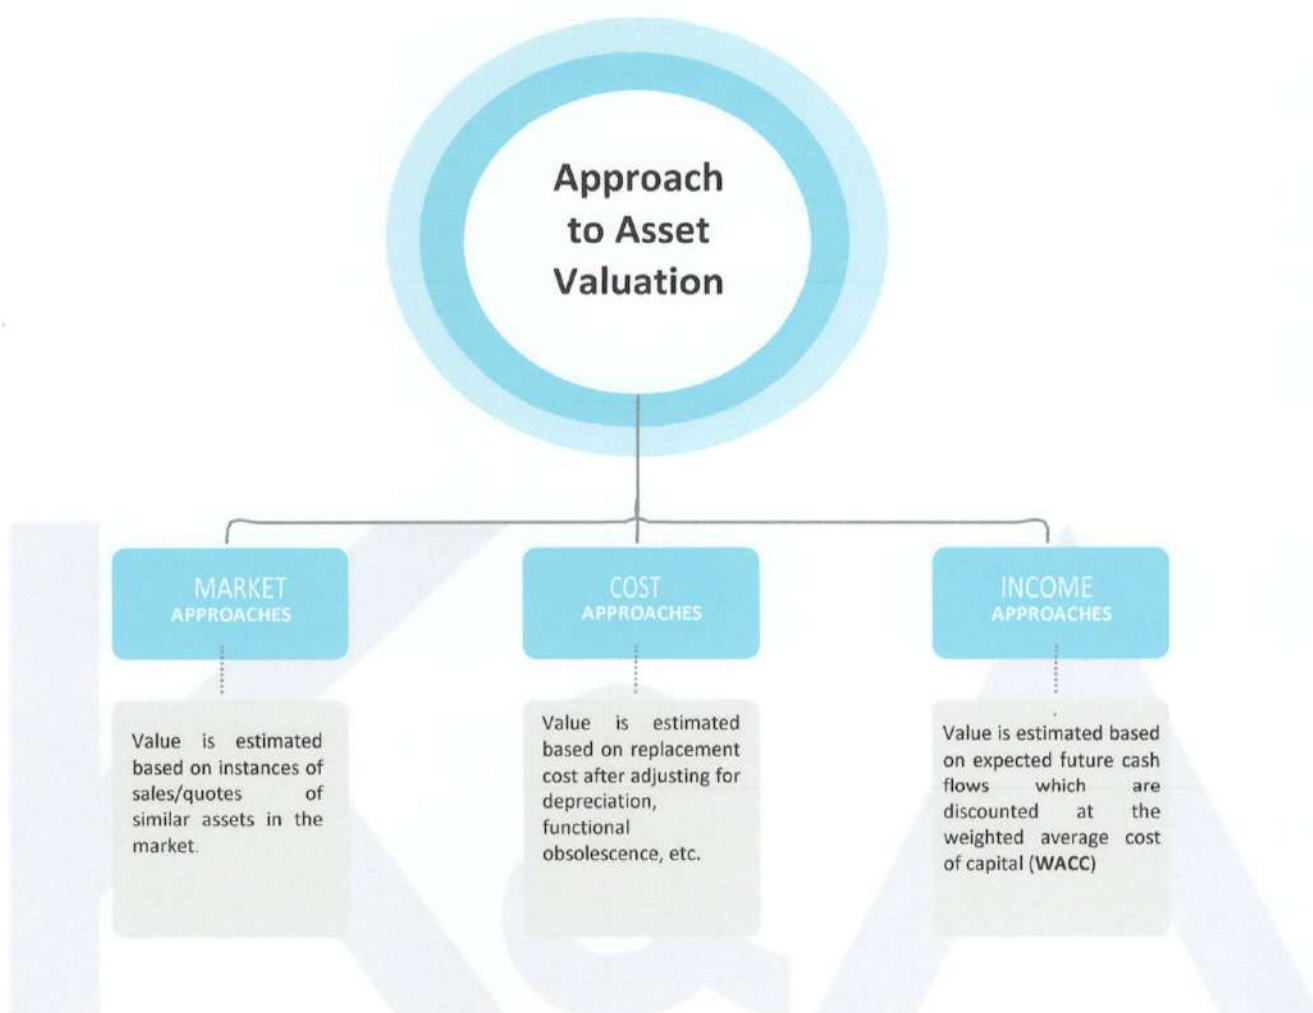 Approach
to Asset
Valuation
MARKET
APPROACHES
COST
APPROACHES
INCOME
APPROACHES
Value is estimated
based on instances of
sales/quotes of
similar assets in the
market.
Value is estimated
based on replacement
cost after adjusting for
depreciation,
functional
obsolescence, etc.
Value is estimated based
on expected future cash
flows which are
discounted at the
weighted average cost
of capital (WACC)